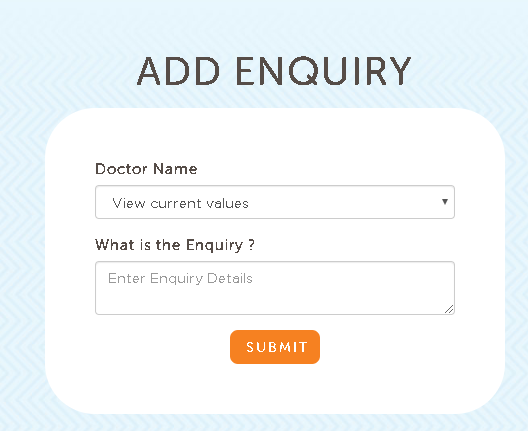 ADD ENQUIRY
Doctor Name
View current values
What is the Enquiry ?
Enter Enquiry Details
SUBMIT